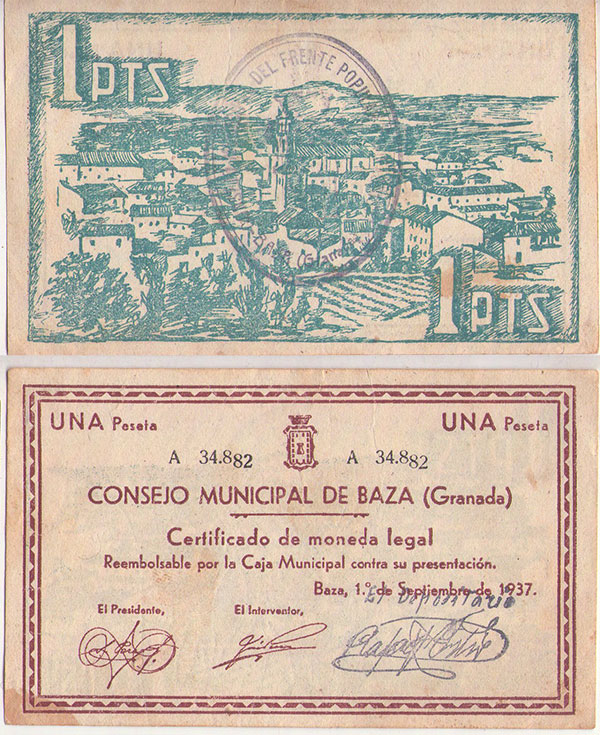 1 PTS
DEL FRENTE POPU
1 PTS
UNA Peseta
UNA Peseta
A 34.882
A 34.882
CONSEJO MUNICIPAL DE BAZA (Granada)
Certificado de moneda legal
Reembolsable por la Caja Municipal contra su presentación.
Baza, 1.º de Septiembre de 1937.
El Depositario
El Presidente,
El Interventor,